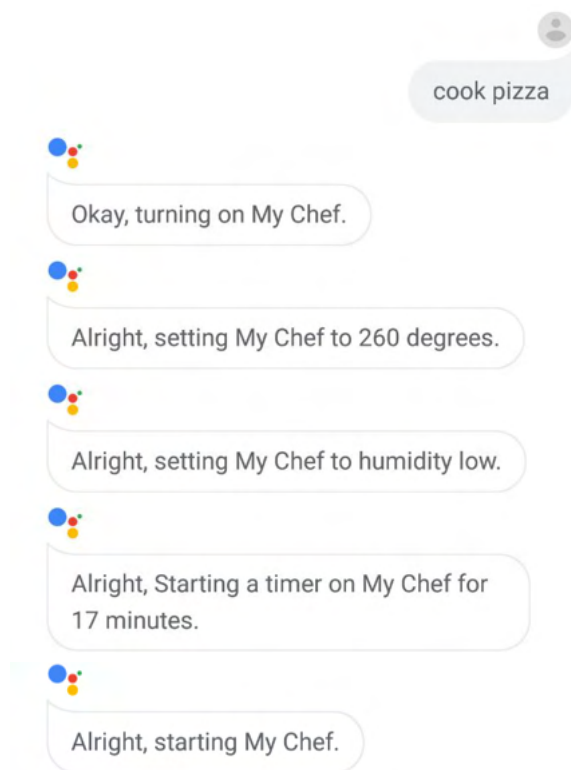 cook pizza
Okay, turning on My Chef.
Alright, setting My Chef to 260 degrees.
Alright, setting My Chef to humidity low.
Alright, Starting a timer on My Chef for
17 minutes.
Alright, starting My Chef.